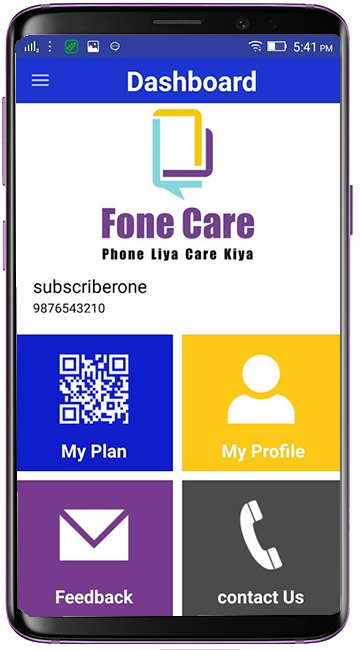 5:41 PM
Dashboard
Fone Care
Phone Liya Care Kiya
subscriberone
9876543210
My Plan
My Profile
Feedback
contact Us